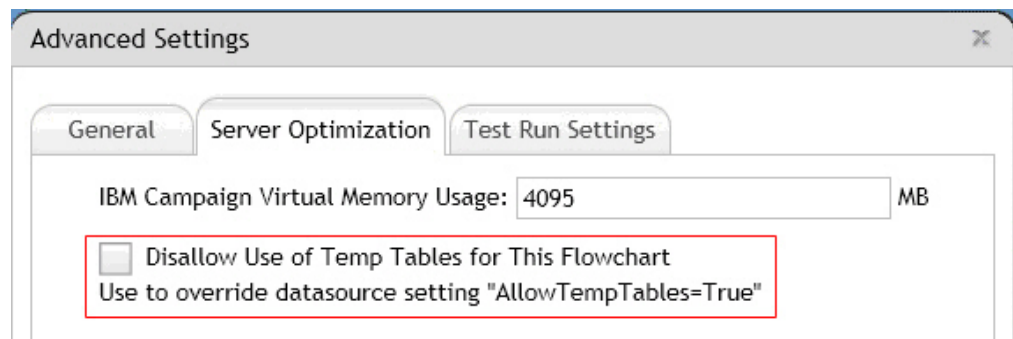 Advanced Settings
General
Server Optimization
Test Run Settings
IBM Campaign Virtual Memory Usage: 4095 MB
Disallow Use of Temp Tables for This Flowchart
Use to override datasource setting "AllowTempTables=True"